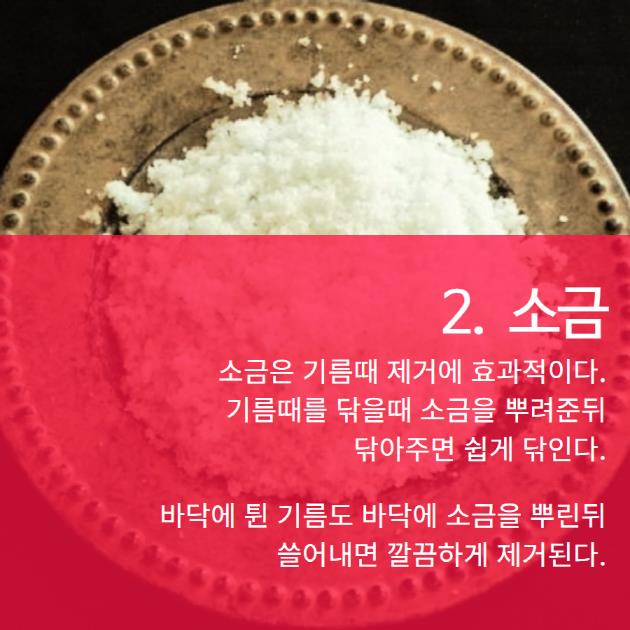 2. 소금
소금은 기름때 제거에 효과적이다.
기름때를 닦을때 소금을 뿌려준뒤
닦아주면 쉽게 닦인다.
바닥에 튄 기름도 바닥에 소금을 뿌린뒤
쓸어내면 깔끔하게 제거된다.